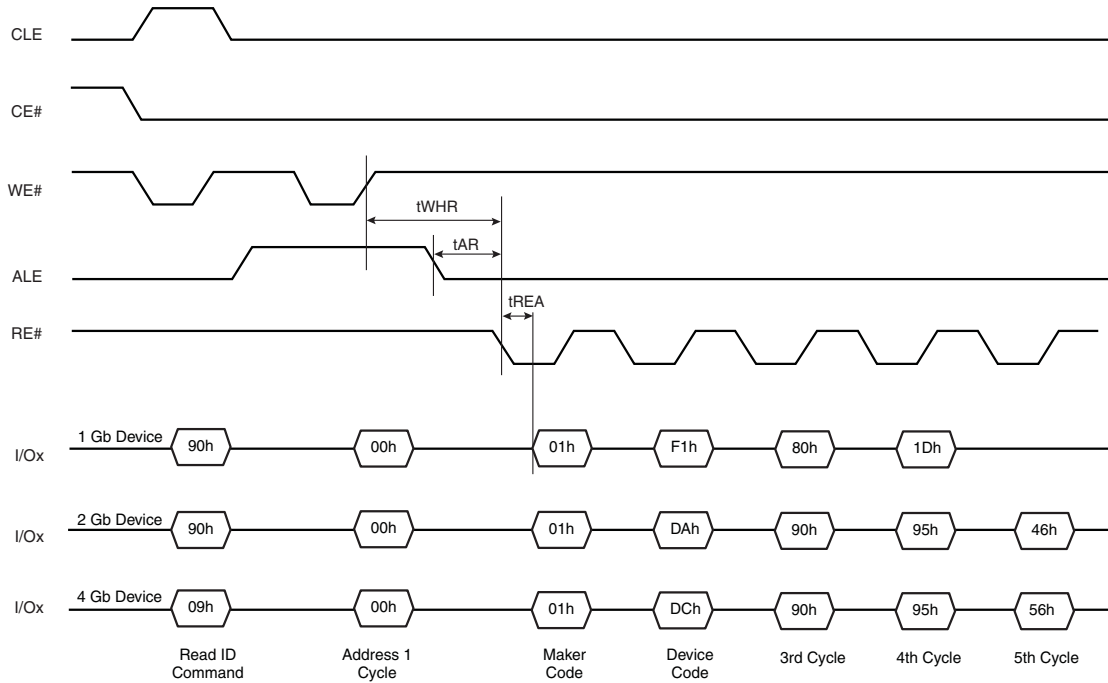 CLE
CE#
WE#
tWHR
tAR
ALE
tREA
RE#
1 Gb Device
I/Ox 90h 00h 01h F1h 80h 1Dh
2 Gb Device
I/Ox 90h 00h 01h DAh 90h 95h 46h
4 Gb Device
I/Ox 09h 00h 01h DCh 90h 95h 56h
Read ID Command
Address 1 Cycle
Maker Code
Device Code
3rd Cycle
4th Cycle
5th Cycle